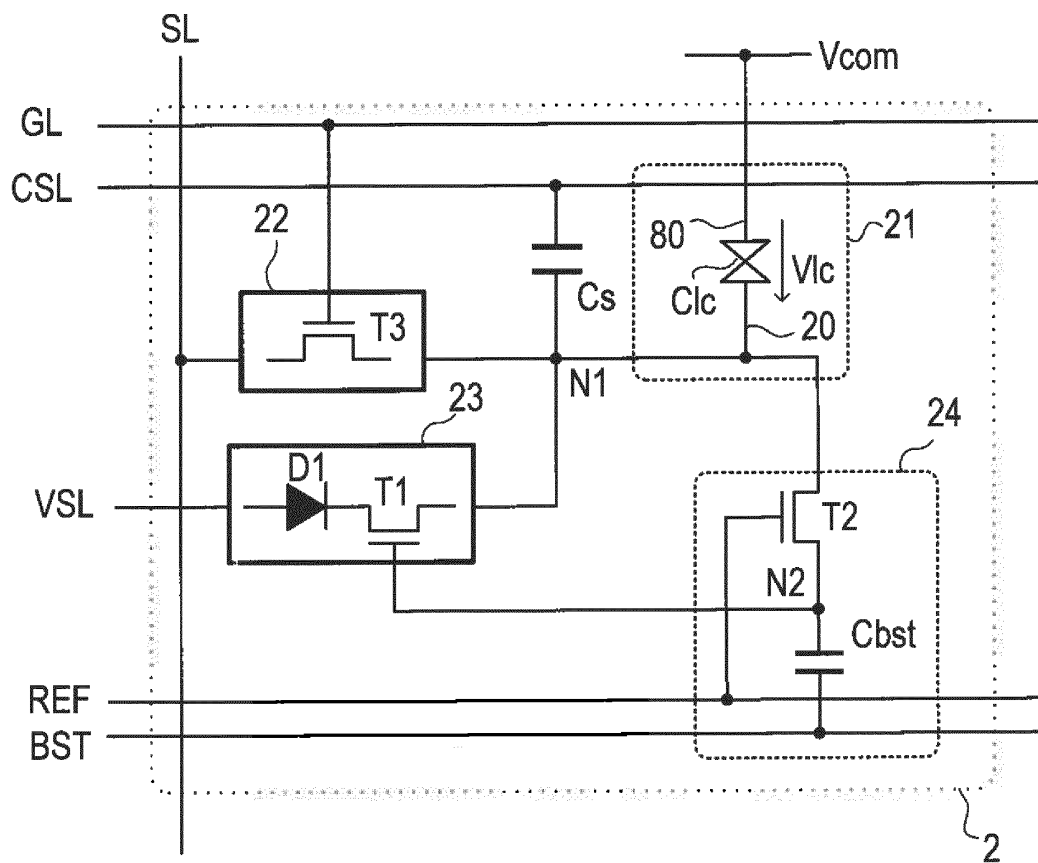 SL
Vcom
GL
CSL
22
80
21
Vlc
Clc
Cs
T3
20
N1
23
24
D1
T1
VSL
T2
N2
Cbst
REF
BST
2